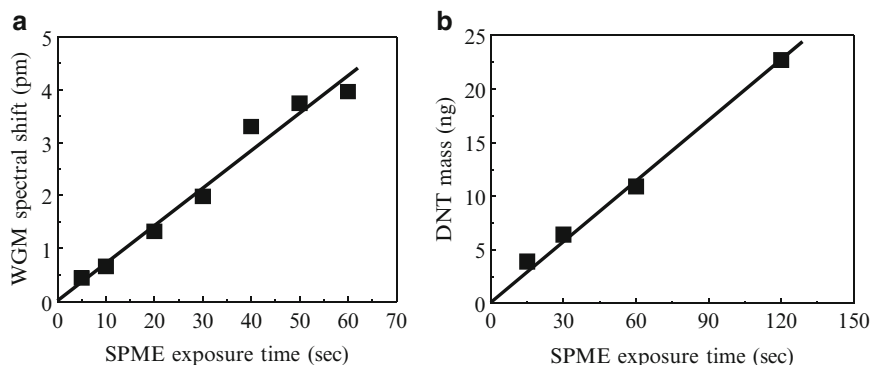 a
WGM spectral shift (pm)
5
4
3
2
1
0
0 10 20 30 40 50 60 70
SPME exposure time (sec)
b
DNT mass (ng)
25
20
15
10
5
0
0 30 60 90 120 150
SPME exposure time (sec)